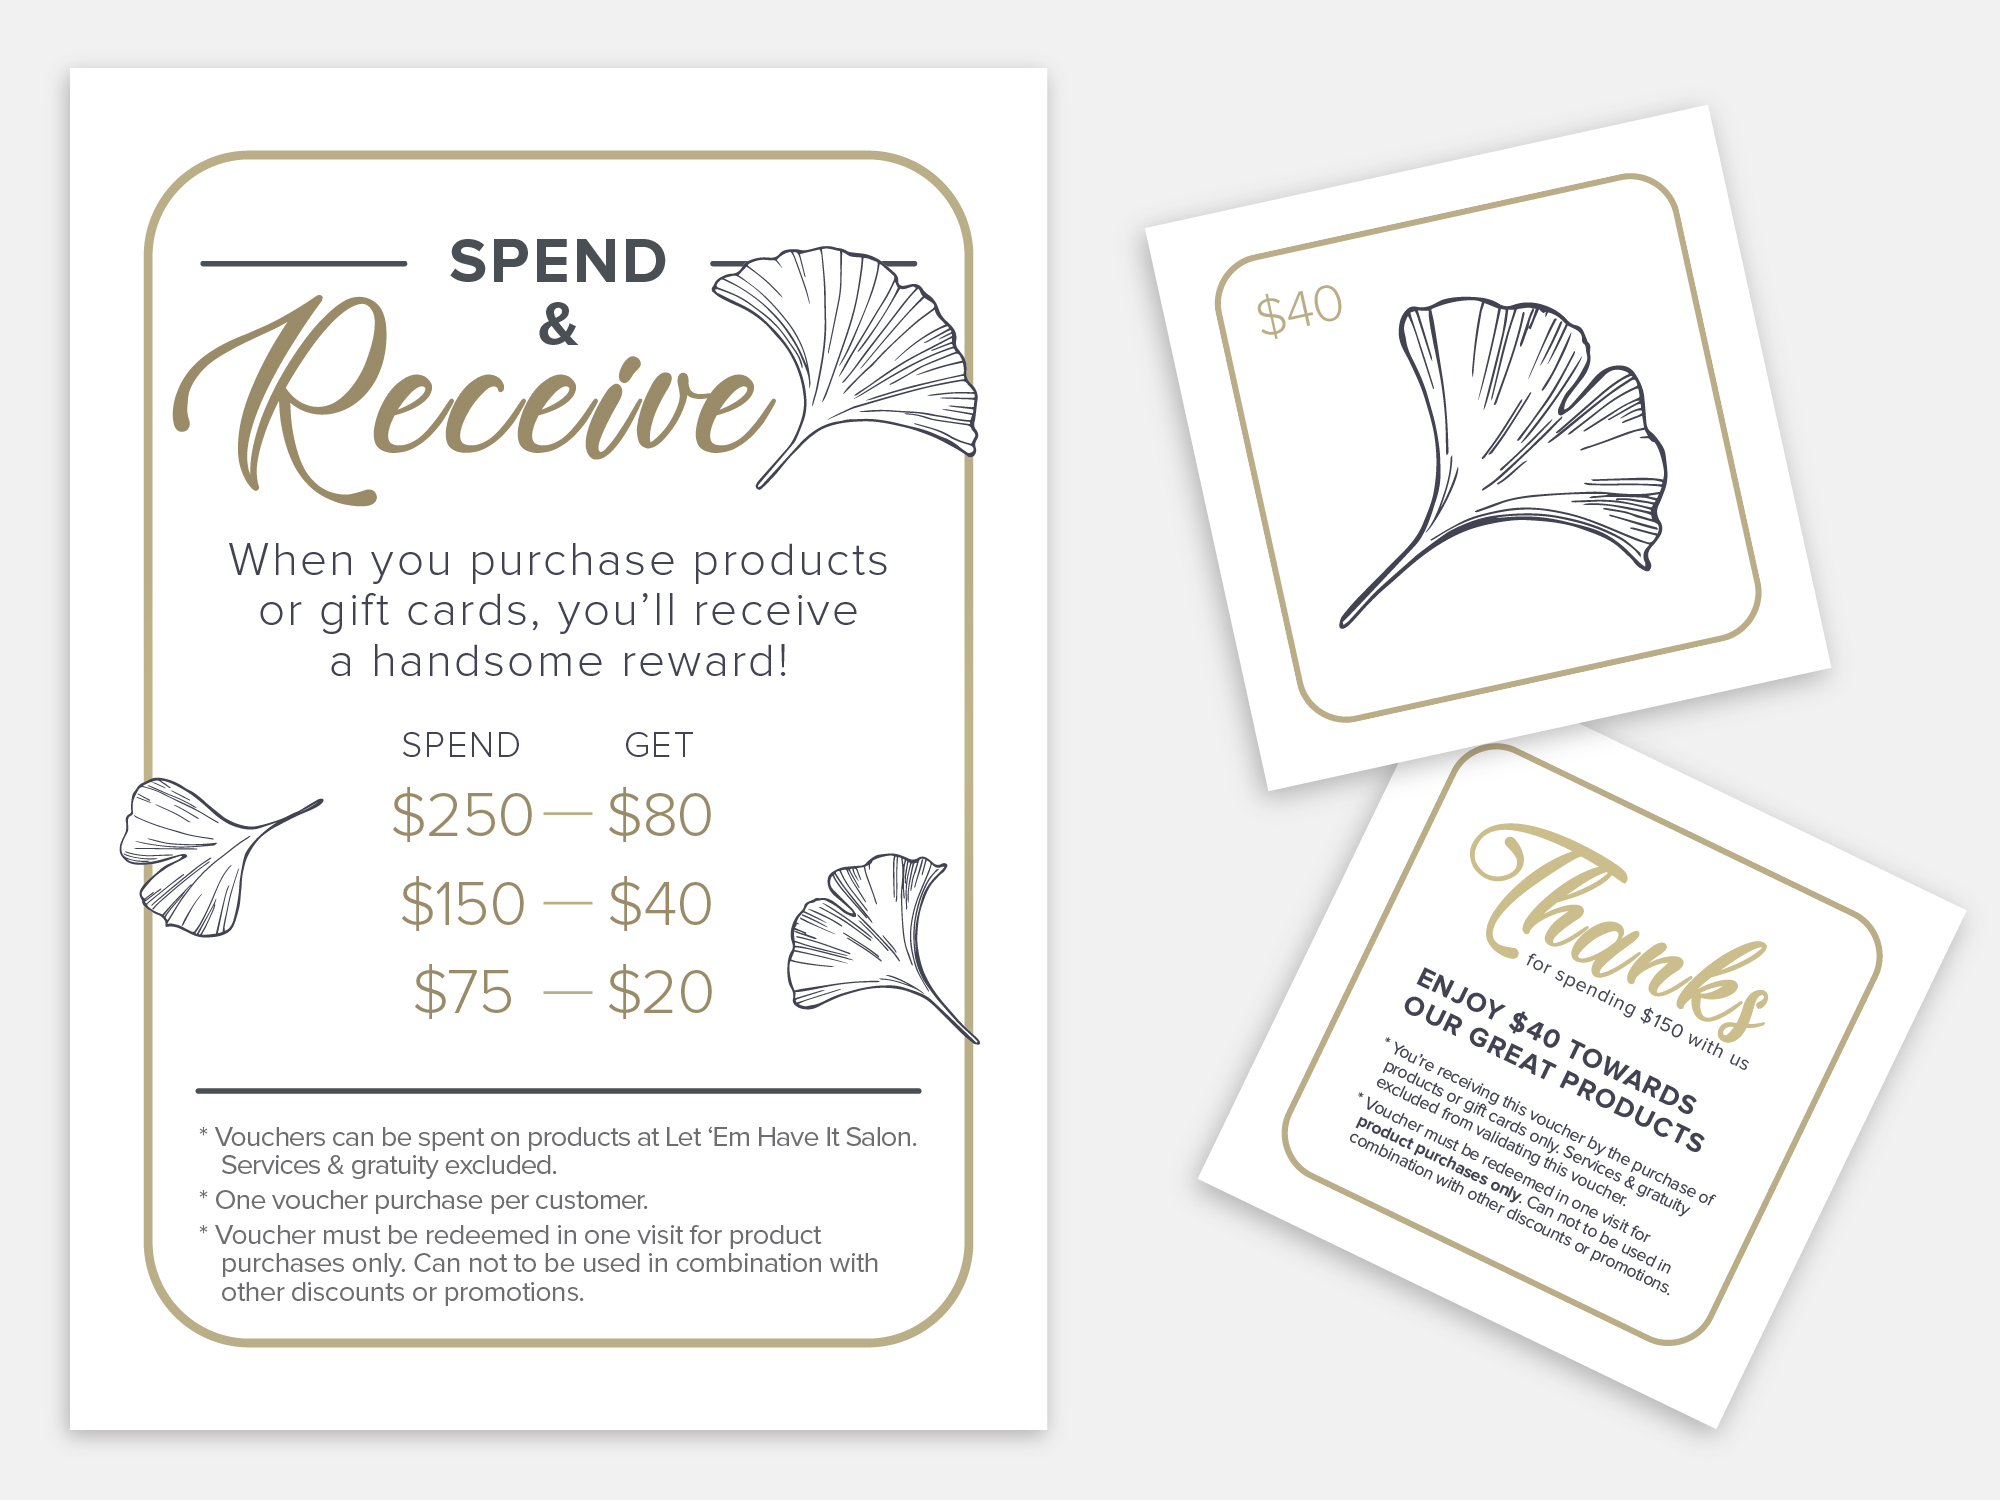 SPEND
&
Receive
When you purchase products
or gift cards, you’ll receive
a handsome reward!
SPEND GET
$250 — $80
$150 — $40
$75 — $20
* Vouchers can be spent on products at Let ‘Em Have It Salon.
Services & gratuity excluded.
* One voucher purchase per customer.
* Voucher must be redeemed in one visit for product
purchases only. Can not to be used in combination with
other discounts or promotions.
$40
Thanks
for spending $150 with us
ENJOY $40 TOWARDS
OUR GREAT PRODUCTS
* You’re receiving this voucher by the purchase of
products or gift cards only. Services & gratuity
excluded from validating this voucher.
* Voucher must be redeemed in one visit for
product purchases only. Can not to be used in
combination with other discounts or promotions.